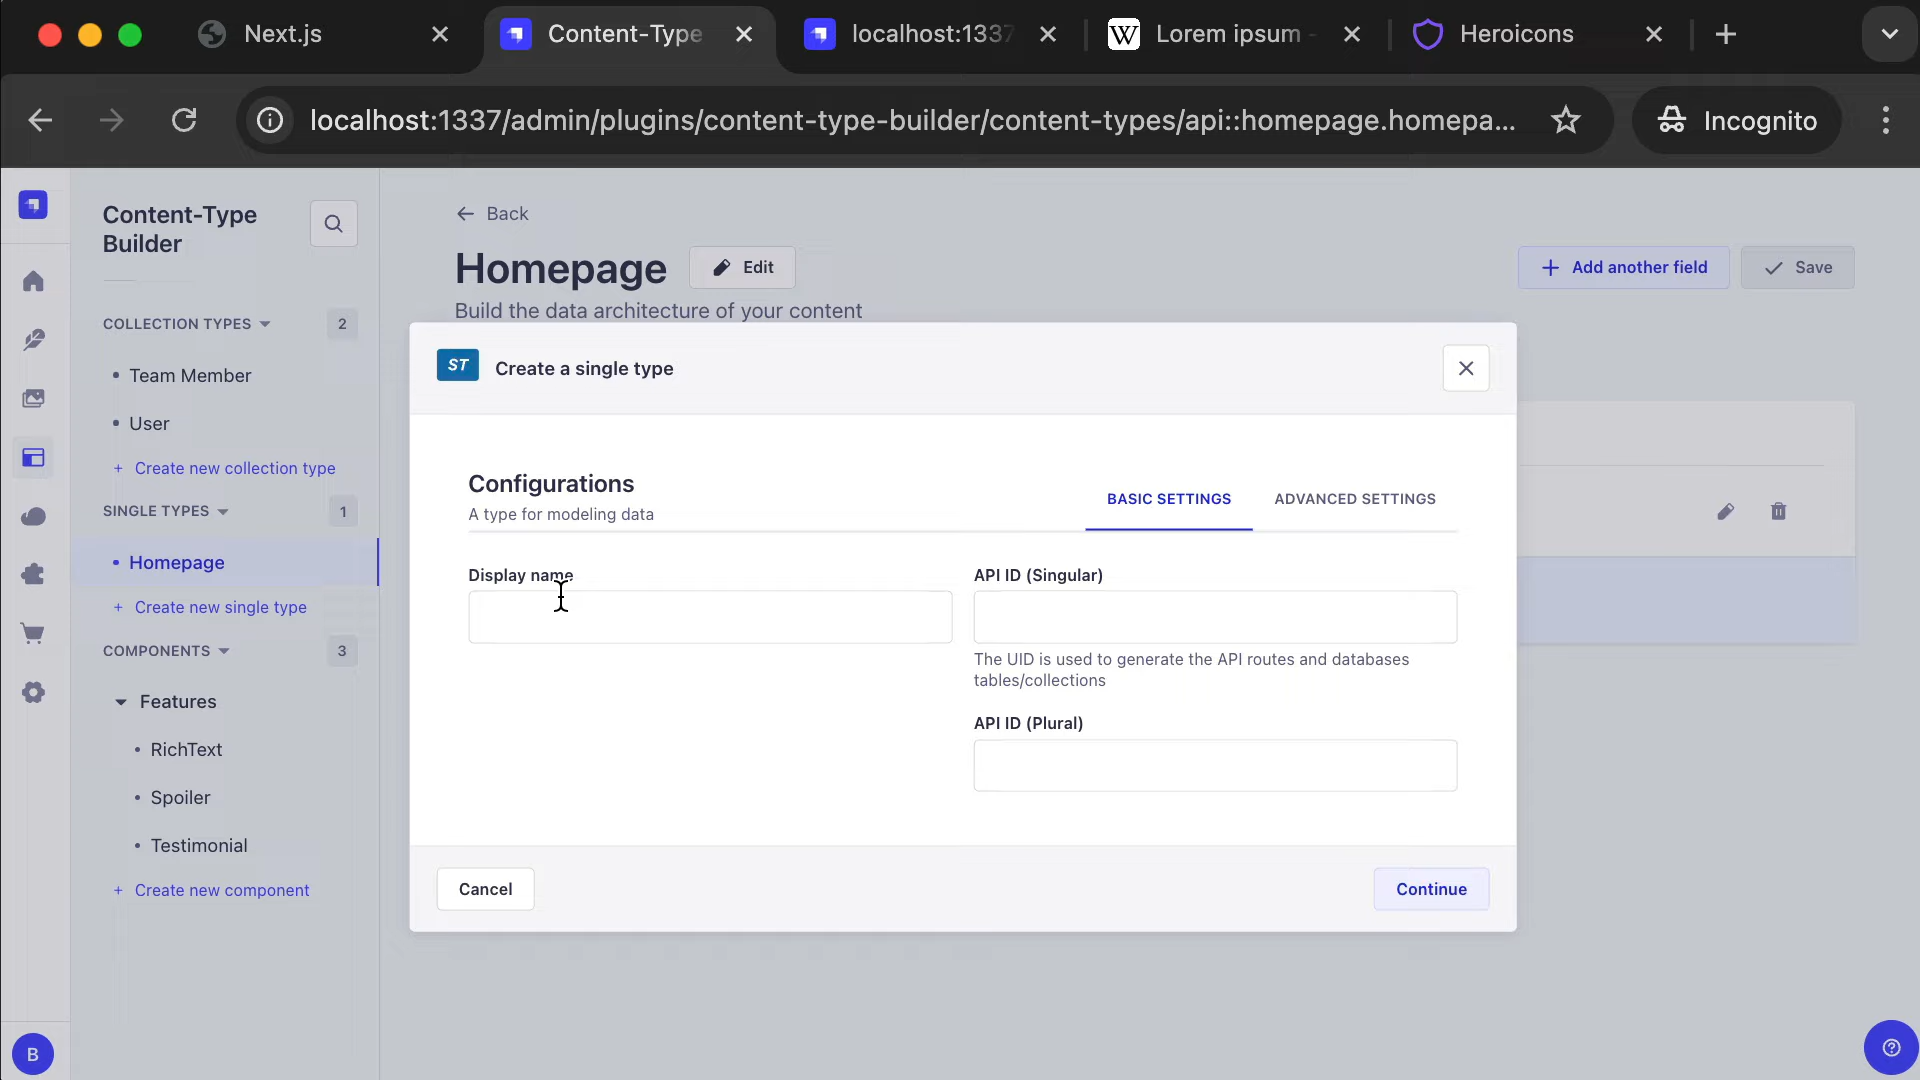 Next.js
Content-Type
localhost:1337
Lorem ipsum -
Heroicons
localhost:1337/admin/plugins/content-type-builder/content-types/api::homepage.homepa...
Incognito
Content-Type
Builder
COLLECTION TYPES
2
Team Member
User
+ Create new collection type
SINGLE TYPES
1
Homepage
+ Create new single type
COMPONENTS
3
Features
RichText
Spoiler
Testimonial
+ Create new component
B
Back
Homepage
Edit
Build the data architecture of your content
+ Add another field
Save
ST
Create a single type
Configurations
A type for modeling data
BASIC SETTINGS
ADVANCED SETTINGS
Display name
API ID (Singular)
The UID is used to generate the API routes and databases
tables/collections
API ID (Plural)
Cancel
Continue